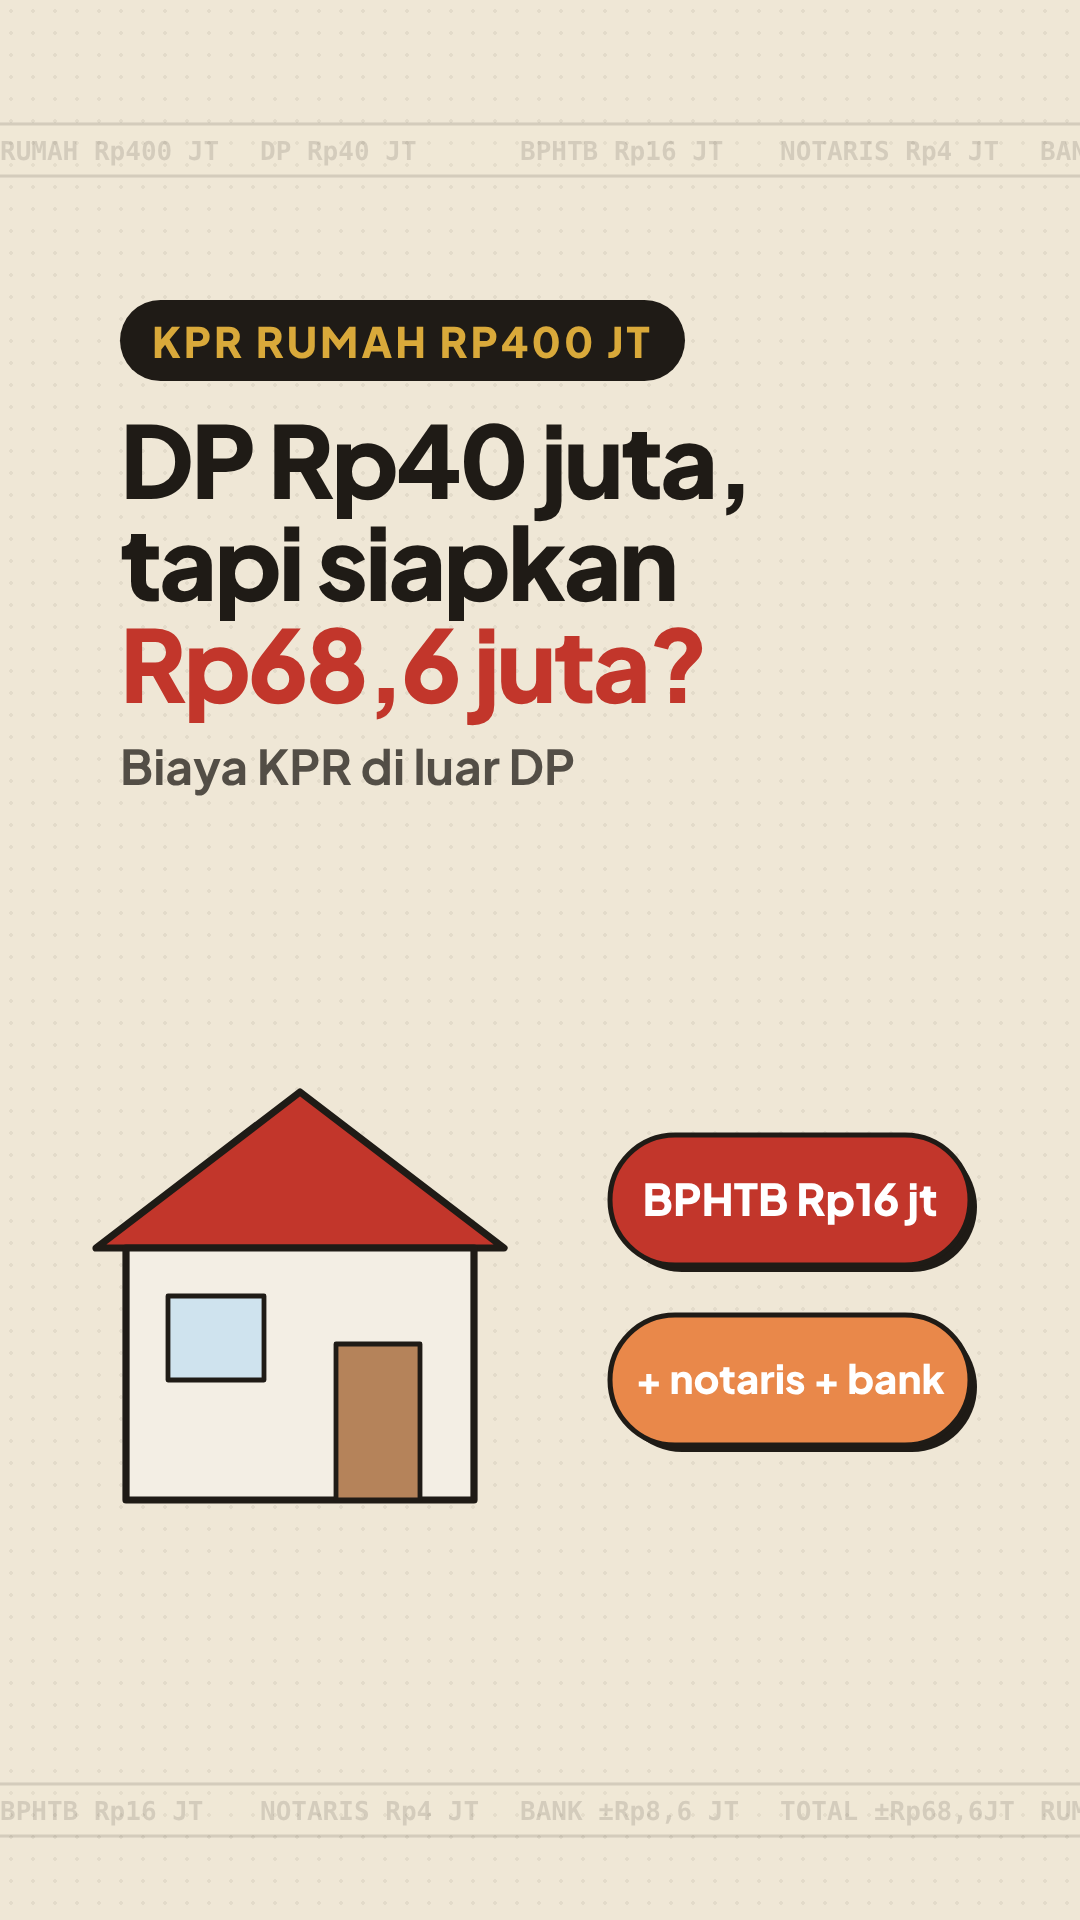 RUMAH Rp400 JT DP Rp40 JT BPHTB Rp16 JT NOTARIS Rp4 JT BAN
KPR RUMAH RP400 JT
DP Rp40 juta,
tapi siapkan
Rp68,6 juta?
Biaya KPR di luar DP
BPHTB Rp16 jt
+ notaris + bank
BPHTB Rp16 JT NOTARIS Rp4 JT BANK ±Rp8,6 JT TOTAL ±Rp68,6JT RUM